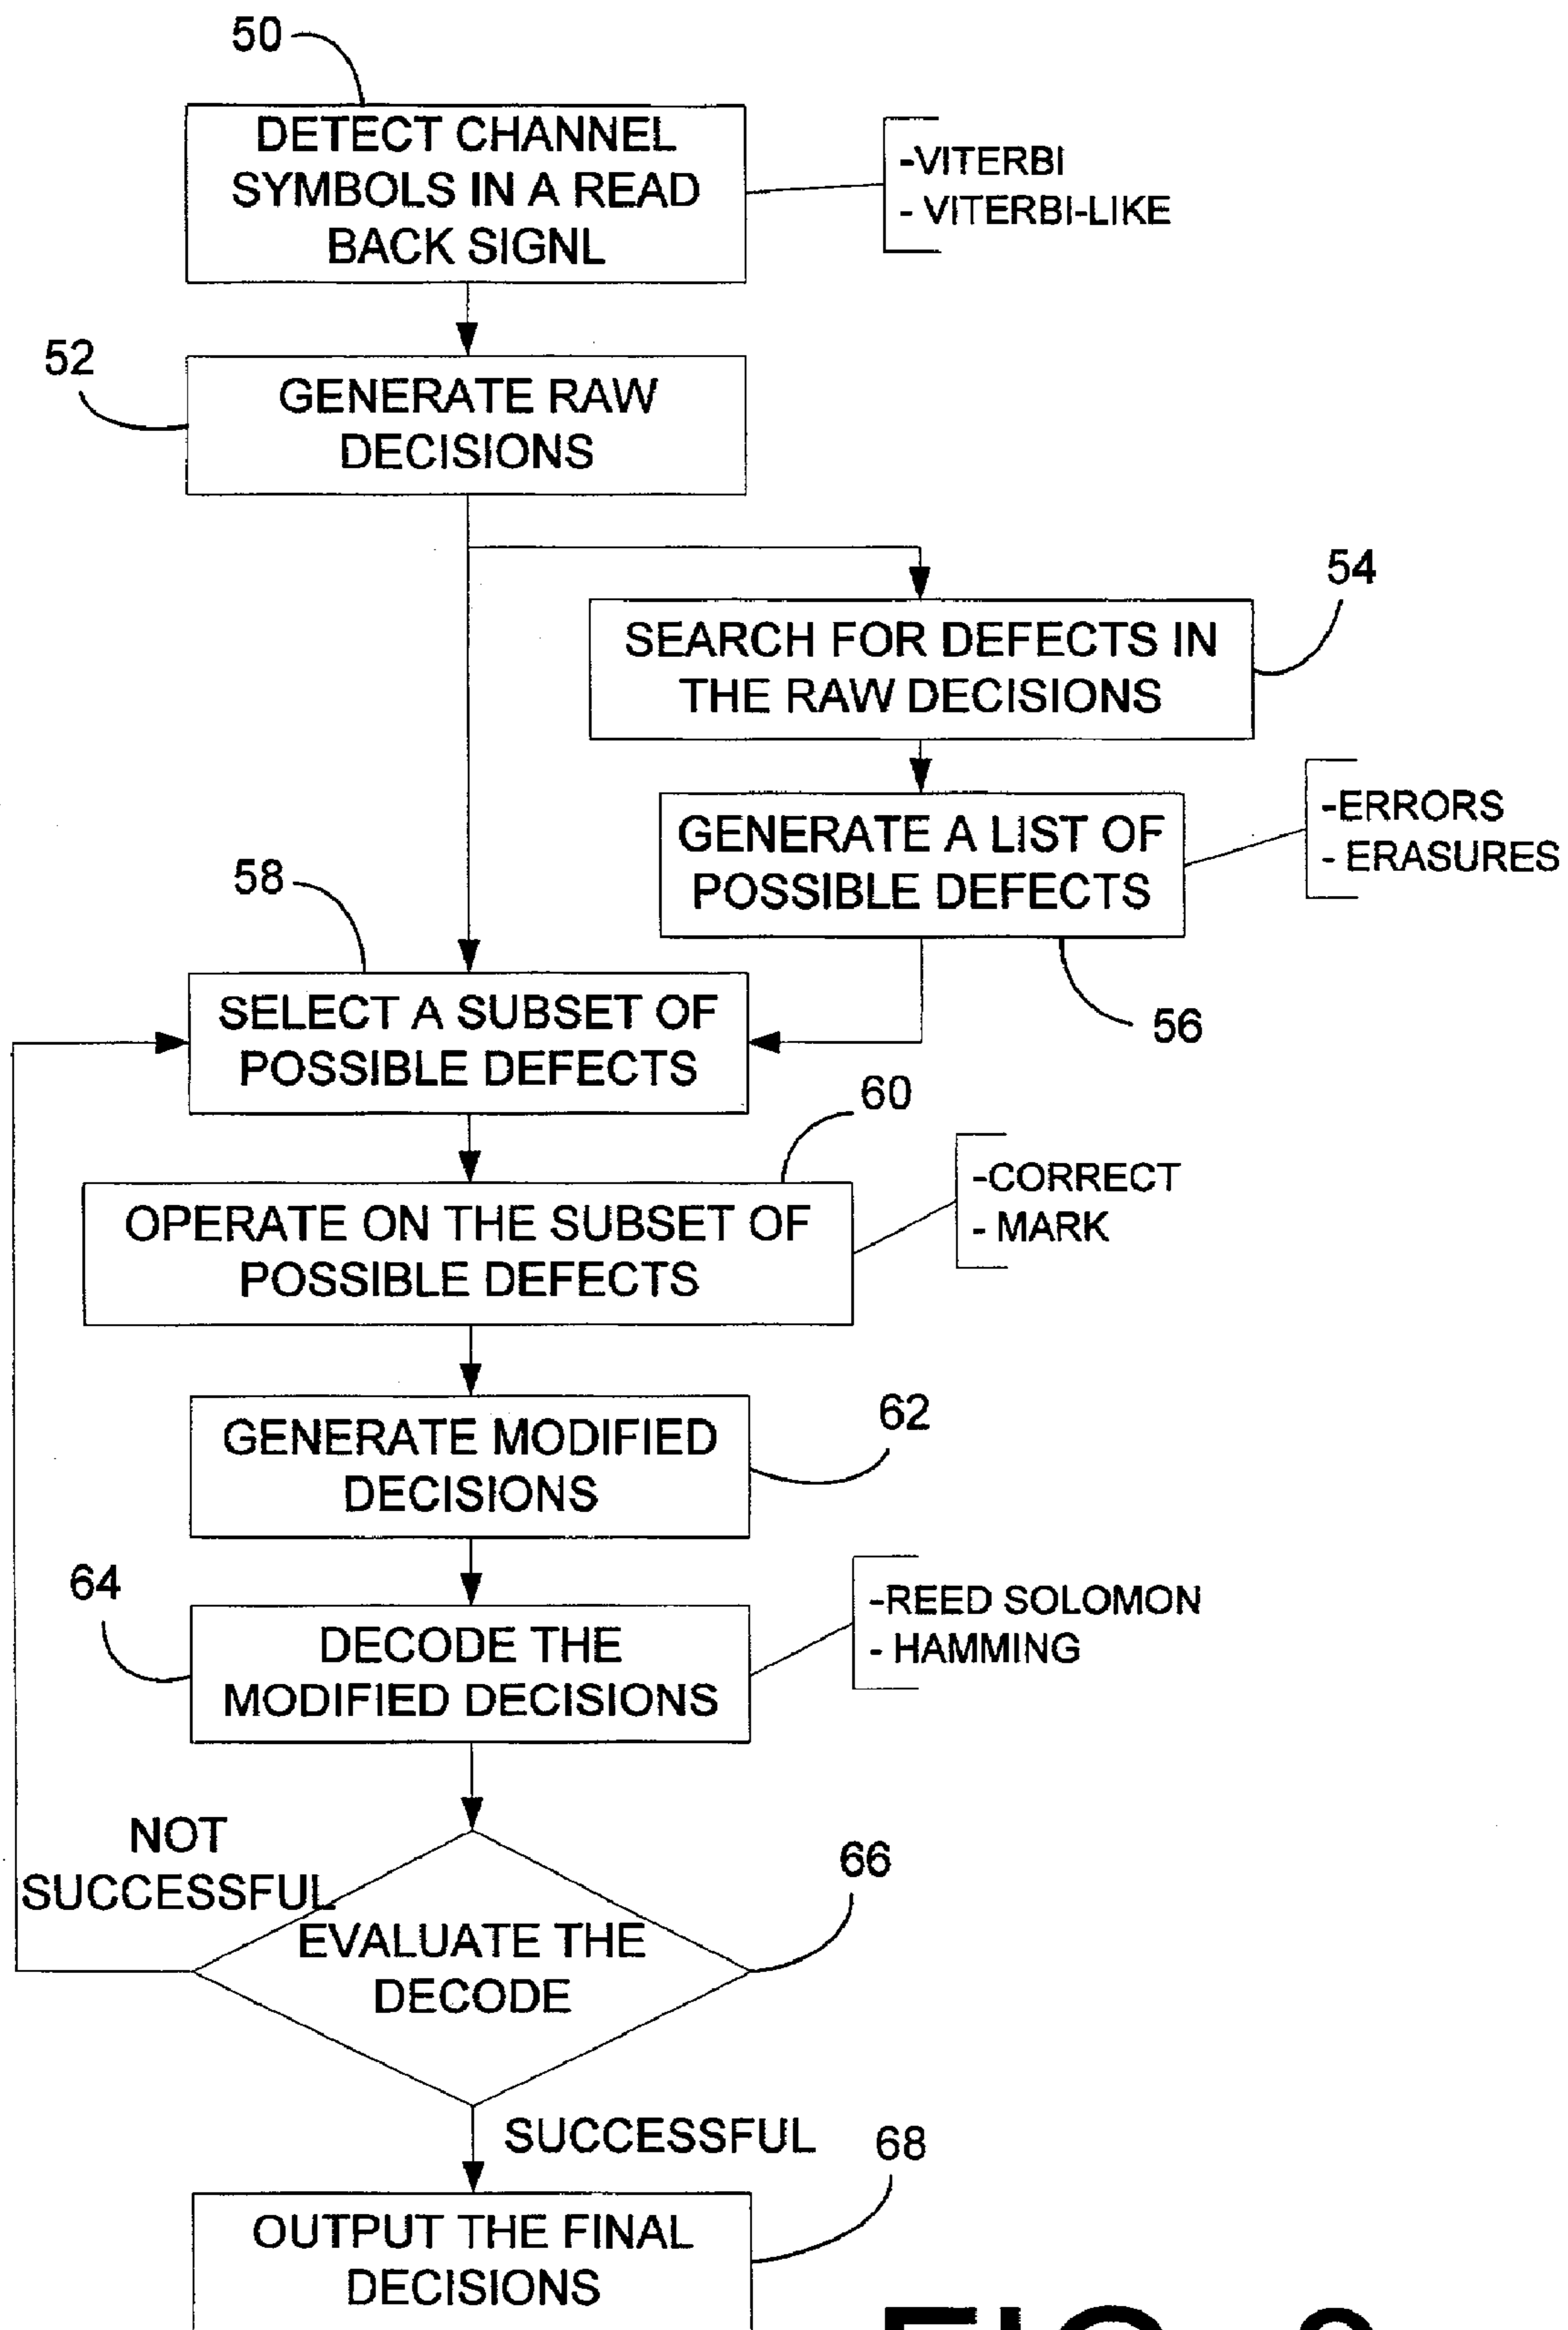 50
DETECT CHANNEL
SYMBOLS IN A READ
BACK SIGNL
-VITERBI
- VITERBI-LIKE
52
GENERATE RAW
DECISIONS
54
SEARCH FOR DEFECTS IN
THE RAW DECISIONS
GENERATE A LIST OF
POSSIBLE DEFECTS
-ERRORS
- ERASURES
56
58
SELECT A SUBSET OF
POSSIBLE DEFECTS
60
OPERATE ON THE SUBSET OF
POSSIBLE DEFECTS
-CORRECT
- MARK
GENERATE MODIFIED
DECISIONS
62
64
DECODE THE
MODIFIED DECISIONS
-REED SOLOMON
- HAMMING
NOT
SUCCESSFUL
66
EVALUATE THE
DECODE
SUCCESSFUL
68
OUTPUT THE FINAL
DECISIONS